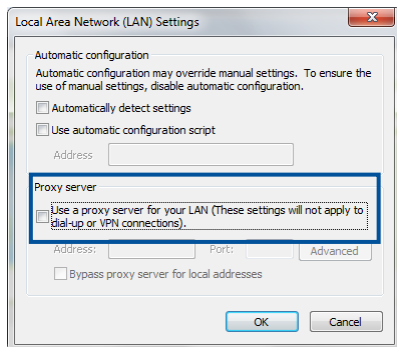 Local Area Network (LAN) Settings
Automatic configuration
Automatic configuration may override manual settings. To ensure the
use of manual settings, disable automatic configuration.
Automatically detect settings
Use automatic configuration script
Address
Proxy server
Use a proxy server for your LAN (These settings will not apply to
dial-up or VPN connections).
Address: Port: Advanced
Bypass proxy server for local addresses
OK Cancel